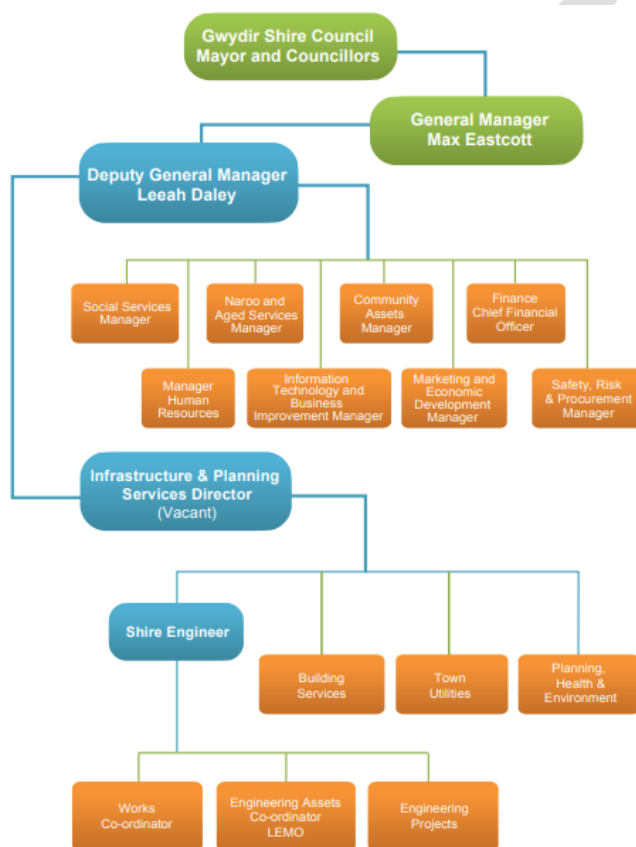 Gwydir Shire Council
Mayor and Councillors
General Manager
Max Eastcott
Deputy General Manager
Leeah Daley
Social Services
Manager
Naroo and
Aged Services
Manager
Community
Assets
Manager
Finance
Chief Financial
Officer
Manager
Human
Resources
Information
Technology and
Business
Improvement Manager
Marketing and
Economic
Development
Manager
Safety, Risk
& Procurement
Manager
Infrastructure & Planning
Services Director
(Vacant)
Shire Engineer
Building
Services
Town
Utilities
Planning,
Health &
Environment
Works
Co-ordinator
Engineering Assets
Co-ordinator
LEMO
Engineering
Projects